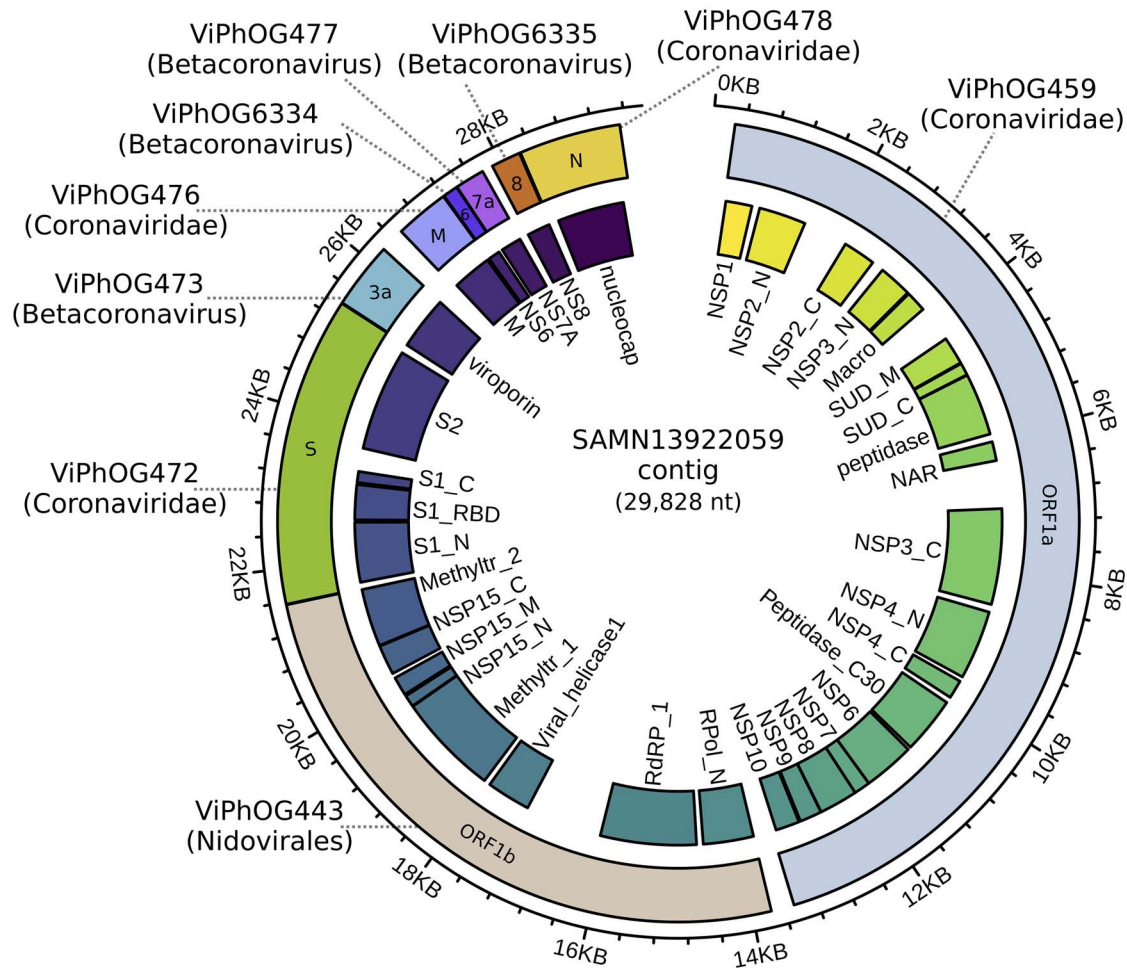 ViPhOG477
(Betacoronavirus)
ViPhOG6335
(Betacoronavirus)
ViPhOG478
(Coronaviridae)
ViPhOG459
(Coronaviridae)
ViPhOG6334
(Betacoronavirus)
ViPhOG476
(Coronaviridae)
ViPhOG473
(Betacoronavirus)
ViPhOG472
(Coronaviridae)
ViPhOG443
(Nidovirales)
0KB
2KB
4KB
6KB
8KB
10KB
12KB
14KB
16KB
18KB
20KB
22KB
24KB
26KB
28KB
ORF1a
ORF1b
S
3a
M
6
7a
8
N
NSP1
NSP2_N
NSP2_C
NSP3_N
Macro
SUD_M
SUD_C
peptidase
NAR
NSP3_C
NSP4_N
NSP4_C
Peptidase_C30
NSP6
NSP7
NSP8
NSP9
NSP10
RPol_N
RdRP_1
Viral_helicase1
Methyltr_1
NSP15_N
NSP15_M
NSP15_C
Methyltr_2
S1_N
S1_RBD
S1_C
S2
viroporin
M
NS6
NS7A
NS8
nucleocap
SAMN13922059
contig
(29,828 nt)